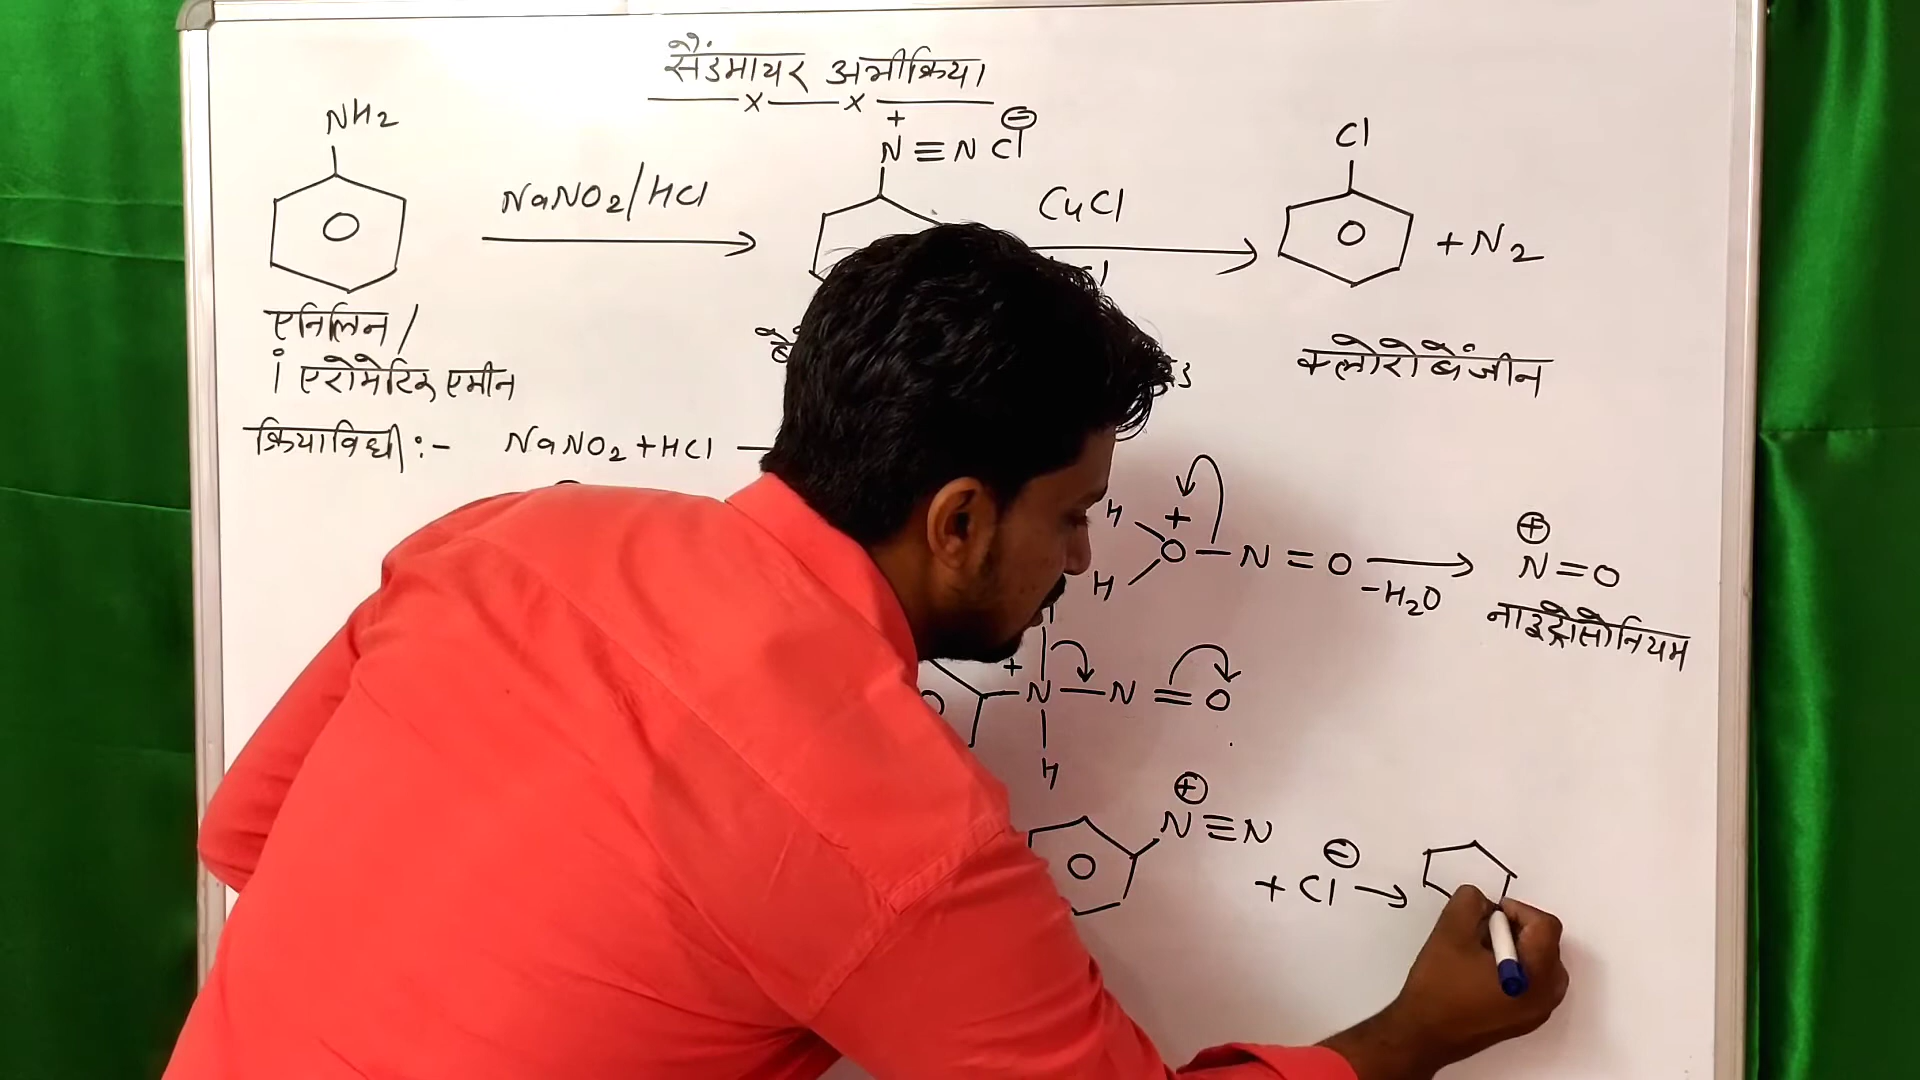 सैंडमायर अभीक्रिया
NH2
NaNO2/HCl
+
N≡N Cl⊖
CuCl
Cl
+N2
एनिलिन/
1° एरोमेटिक एमीन
क्लोरोबेंजीन
क्रियाविधी :- NaNO2+HCl
H
H
+
O-N=O
-H2O
⊕
N=O
नाइट्रोसोनियम
+
N-N=O
H
⊕
N≡N
+ Cl⊖ →